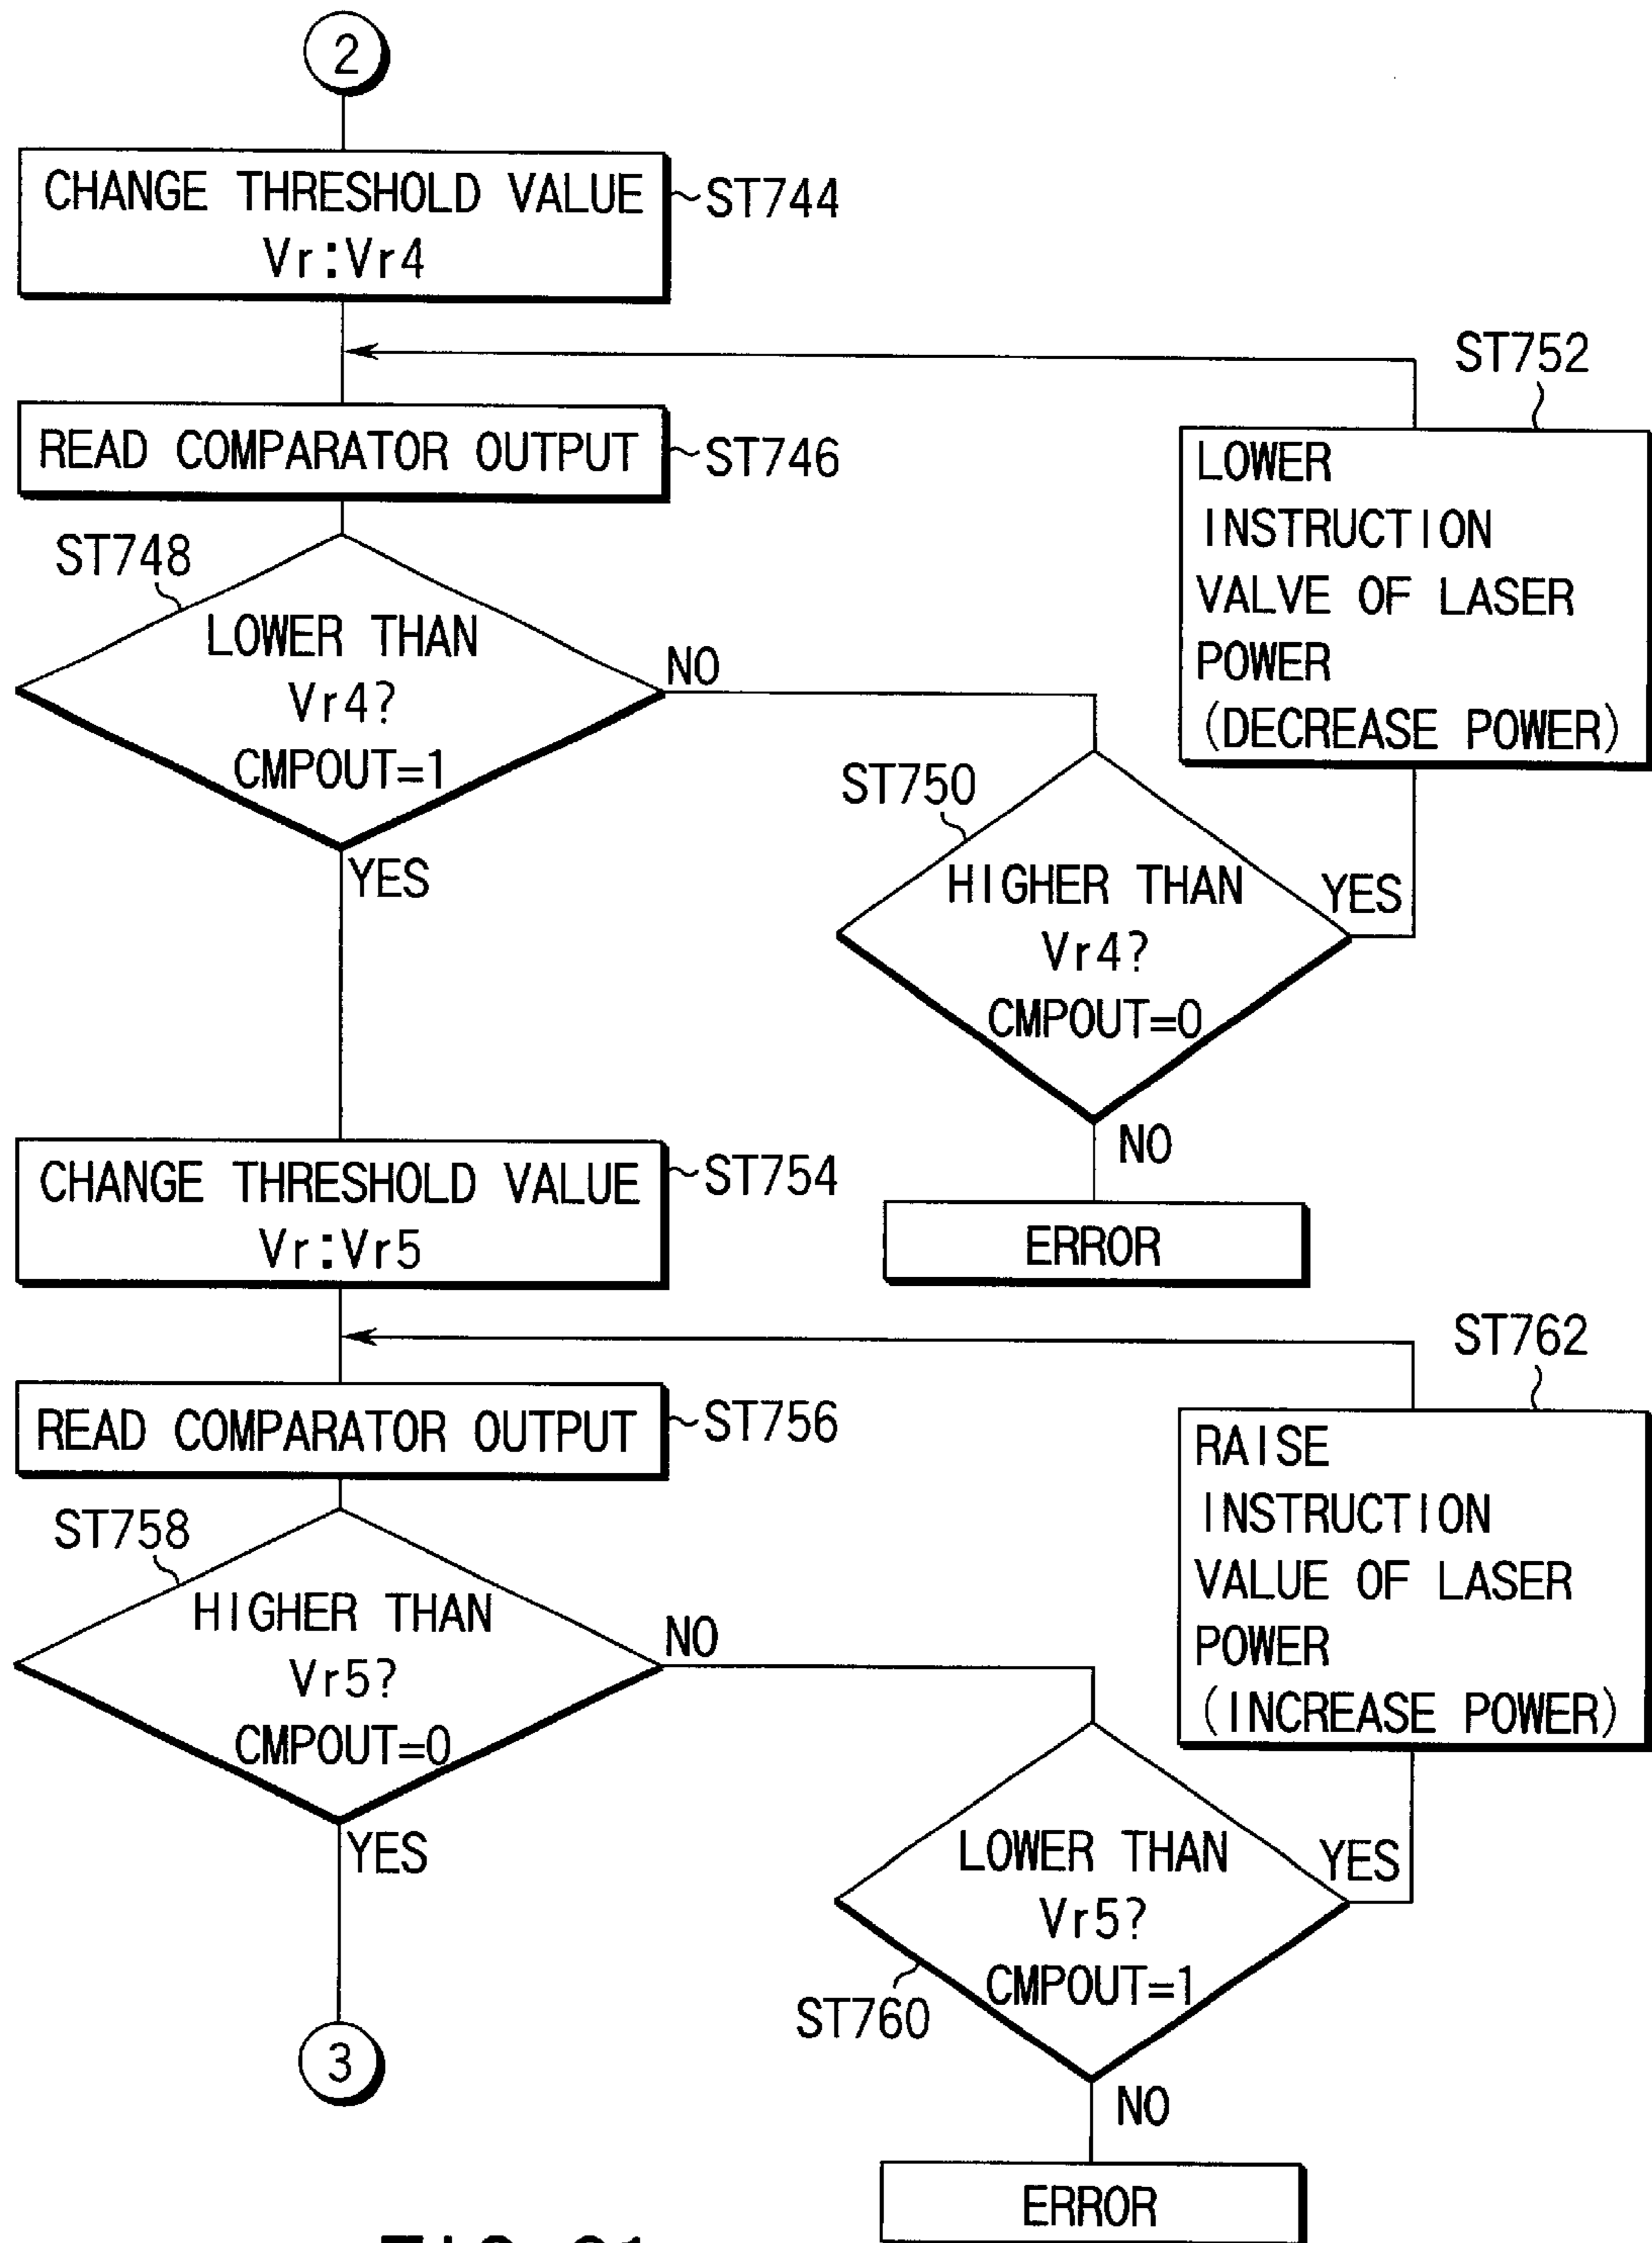 2
CHANGE THRESHOLD VALUE
Vr:Vr4
ST744
READ COMPARATOR OUTPUT
ST746
ST748
LOWER THAN
Vr4?
CMPOUT=1
NO
YES
ST750
HIGHER THAN
Vr4?
CMPOUT=0
YES
NO
ERROR
ST752
LOWER
INSTRUCTION
VALVE OF LASER
POWER
(DECREASE POWER)
CHANGE THRESHOLD VALUE
Vr:Vr5
ST754
READ COMPARATOR OUTPUT
ST756
ST758
HIGHER THAN
Vr5?
CMPOUT=0
NO
YES
3
LOWER THAN
Vr5?
CMPOUT=1
ST760
YES
NO
ERROR
ST762
RAISE
INSTRUCTION
VALUE OF LASER
POWER
(INCREASE POWER)